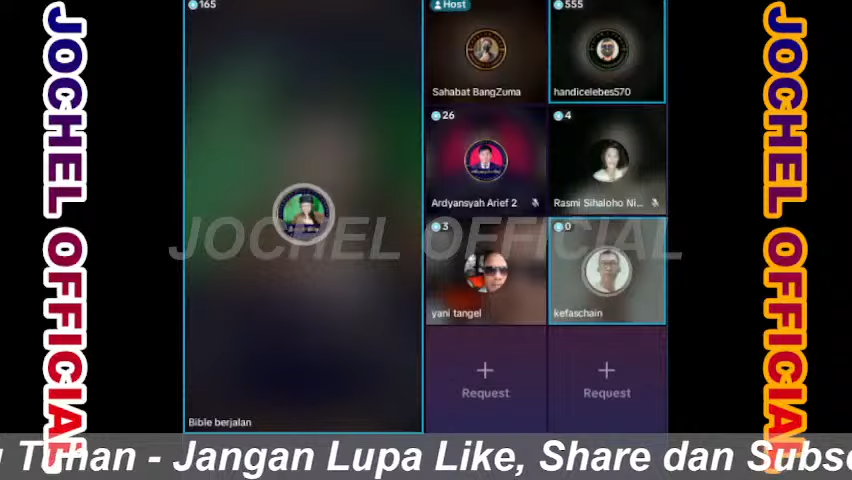 JOCHEL OFFICIAL
165
Bible berjalan
Host
Sahabat BangZuma
555
handicelebes570
26
Ardyansyah Arief 2
4
Rasmi Sihaloho Ni...
3
yani tangel
0
kefaschain
+
Request
+
Request
JOCHEL OFFICIAL
JOCHEL OFFICIAL
Tuhan - Jangan Lupa Like, Share dan